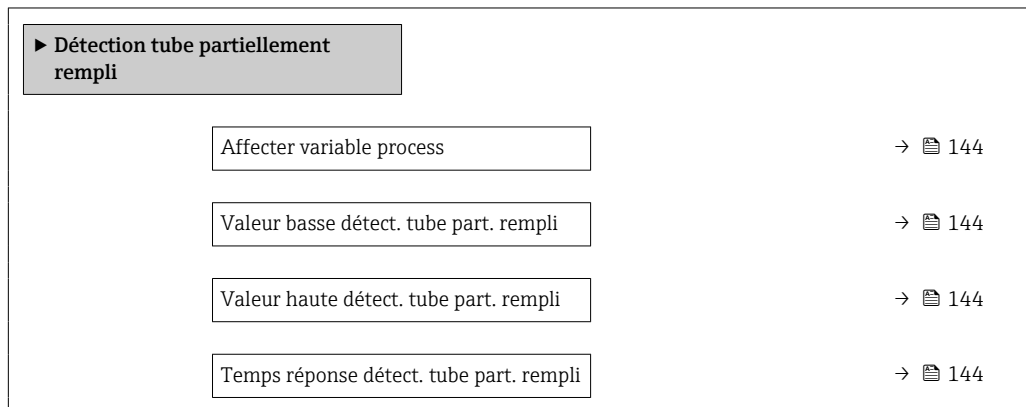 ► Détection tube partiellement
rempli
Affecter variable process → 144
Valeur basse détect. tube part. rempli → 144
Valeur haute détect. tube part. rempli → 144
Temps réponse détect. tube part. rempli → 144